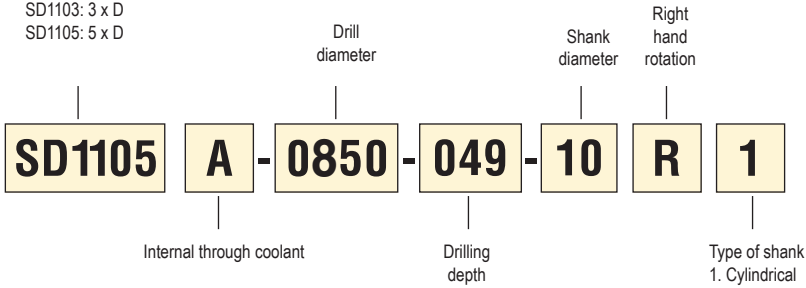 SD1103: 3 x D
SD1105: 5 x D
Drill
diameter
Shank
diameter
Right
hand
rotation
SD1105 A - 0850 - 049 - 10 R 1
Internal through coolant
Drilling
depth
Type of shank
1. Cylindrical